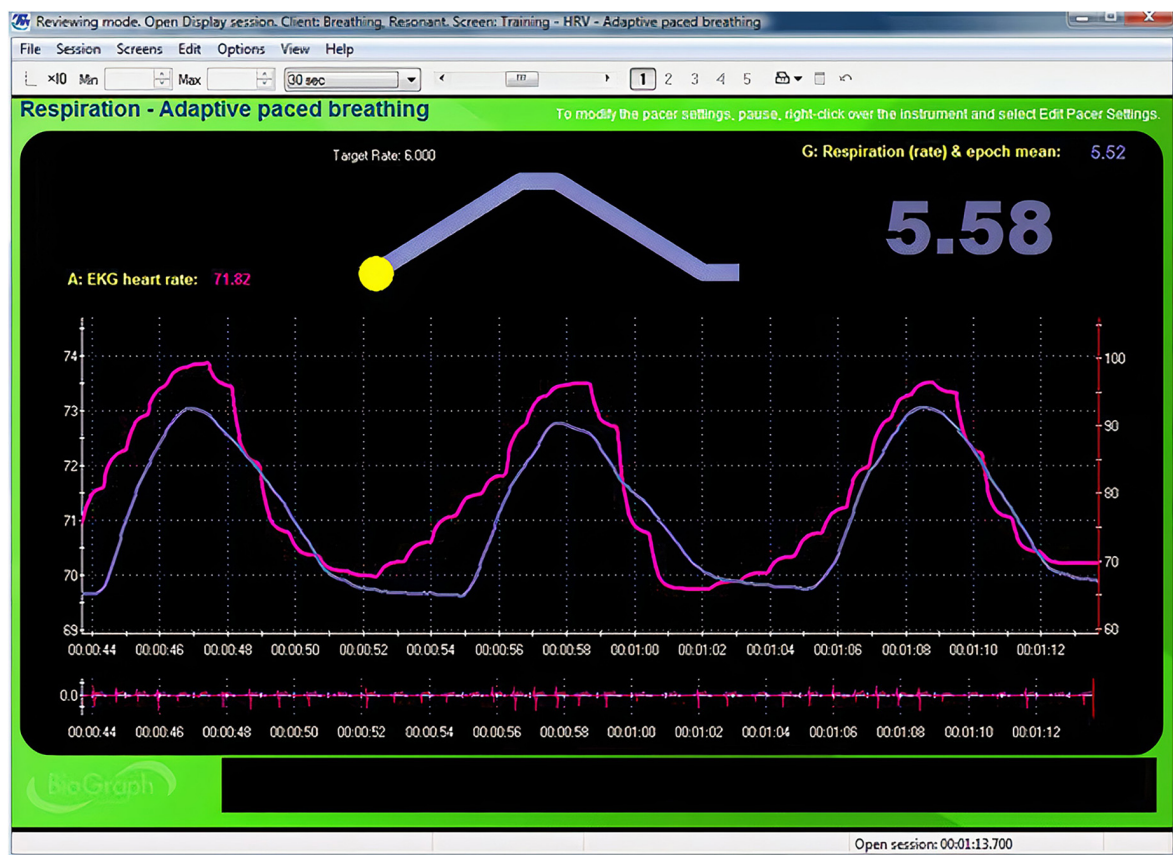 Reviewing mode. Open Display session. Client: Breathing. Resonant. Screen: Training - HRV - Adaptive paced breathing
File Session Screens Edit Options View Help
×10 Min Max 30 sec 1 2 3 4 5
Respiration - Adaptive paced breathing
To modify the pacer settings, pause, right-click over the instrument and select Edit Pacer Settings.
Target Rate: 6.000
G: Respiration (rate) & epoch mean: 5.52
5.58
A: EKG heart rate: 71.82
74
73
72
71
70
69
100
90
80
70
60
00:00:44 00:00:46 00:00:48 00:00:50 00:00:52 00:00:54 00:00:56 00:00:58 00:01:00 00:01:02 00:01:04 00:01:06 00:01:08 00:01:10 00:01:12
0.0
00:00:44 00:00:46 00:00:48 00:00:50 00:00:52 00:00:54 00:00:56 00:00:58 00:01:00 00:01:02 00:01:04 00:01:06 00:01:08 00:01:10 00:01:12
BioGraph
Open session: 00:01:13.700